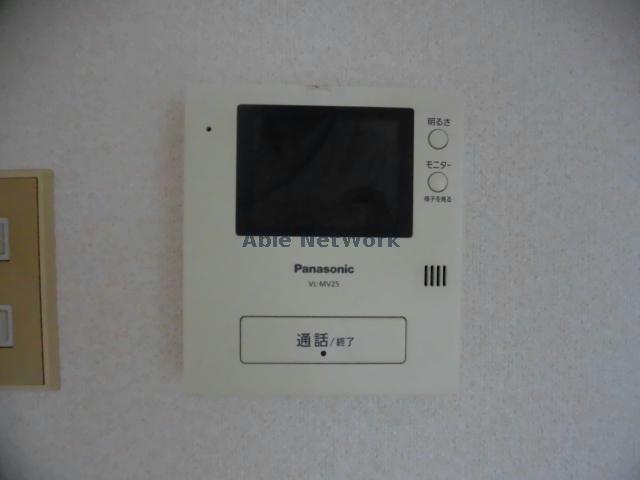 明るさ
モニター
様子を見る
Able Network
Panasonic
VL-MV25
通話/終了